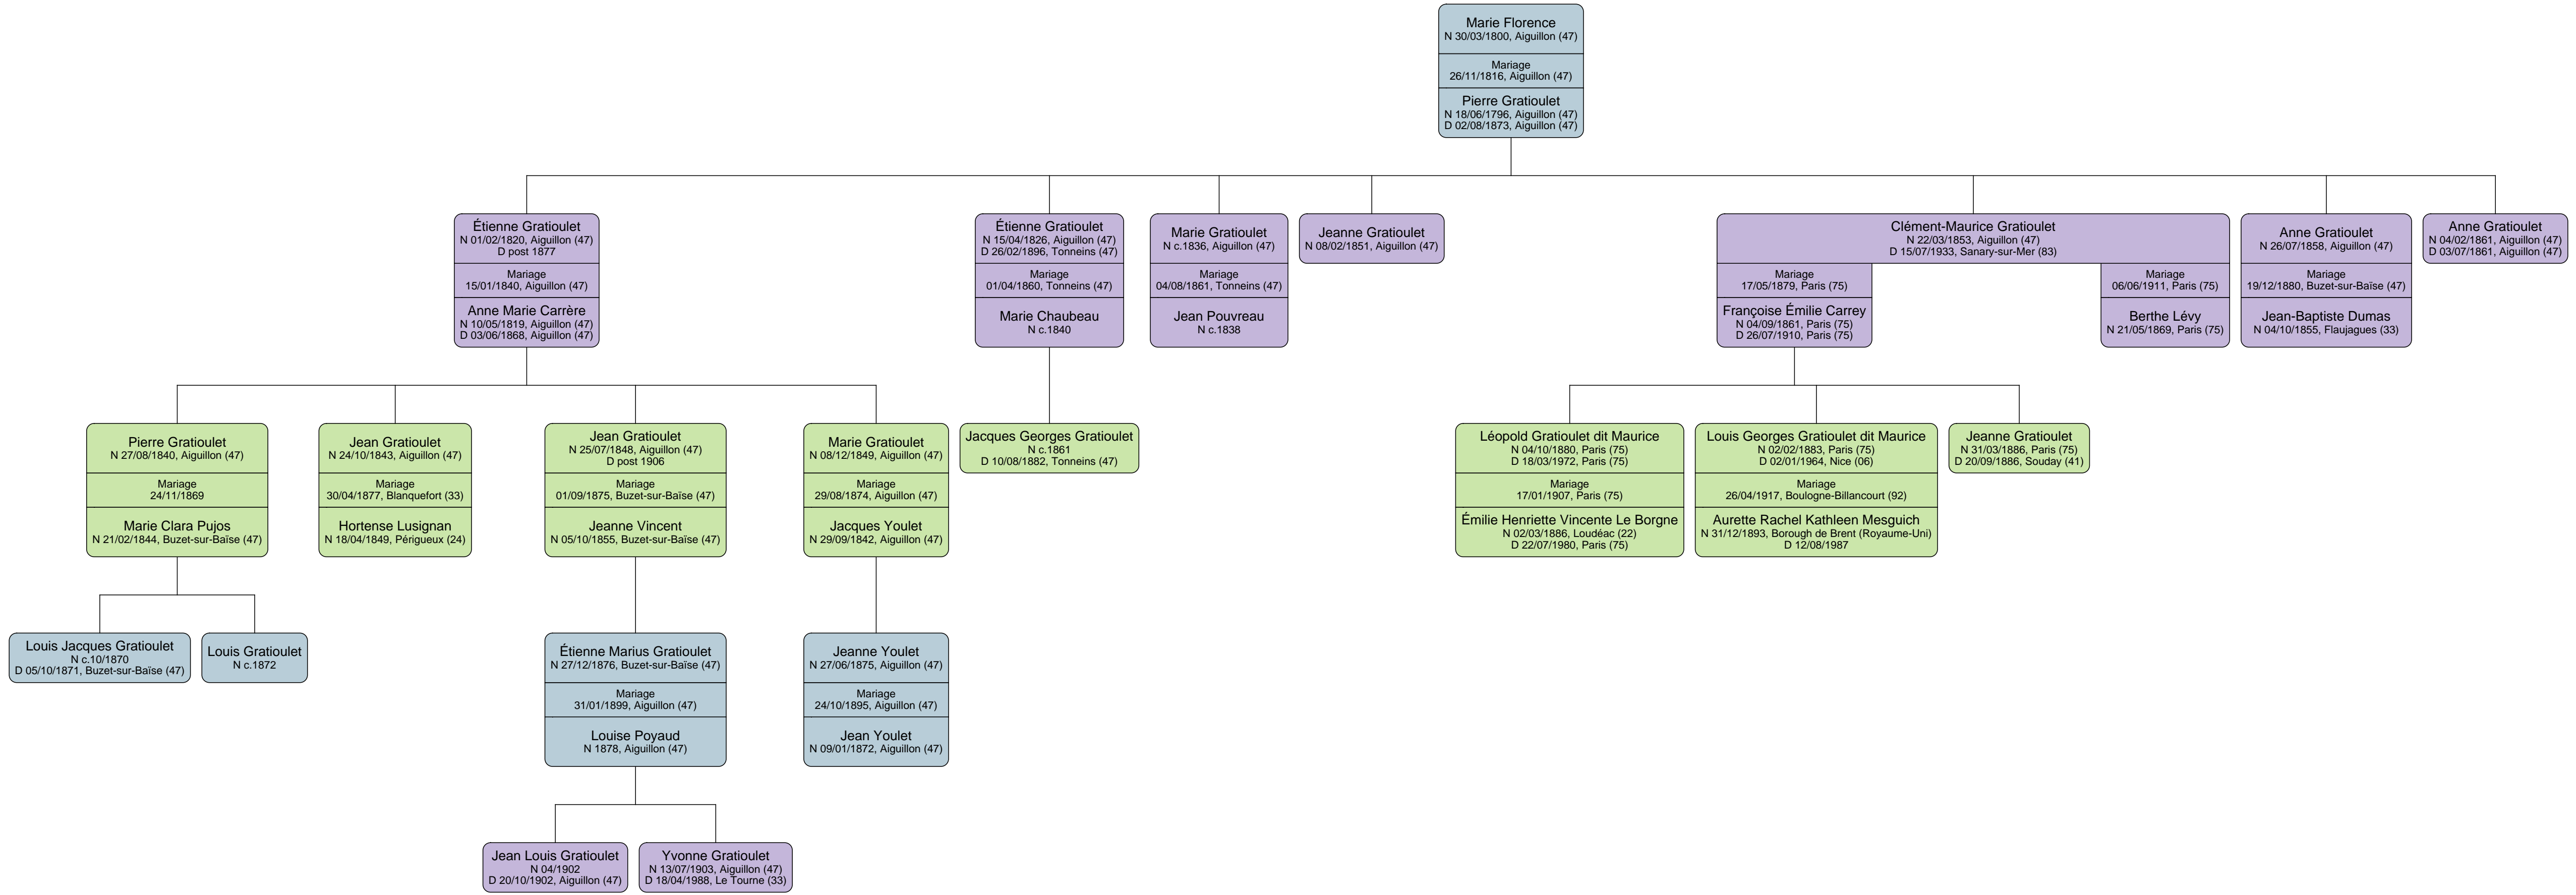 Marie Florence
N 30/03/1800, Aiguillon (47)
Mariage
26/11/1816, Aiguillon (47)
Pierre Gratioulet
N 18/06/1796, Aiguillon (47)
D 02/08/1873, Aiguillon (47)
Étienne Gratioulet
N 01/02/1820, Aiguillon (47)
D post 1877
Mariage
15/01/1840, Aiguillon (47)
Anne Marie Carrère
N 10/05/1819, Aiguillon (47)
D 03/06/1868, Aiguillon (47)
Étienne Gratioulet
N 15/04/1826, Aiguillon (47)
D 26/02/1896, Tonneins (47)
Mariage
01/04/1860, Tonneins (47)
Marie Chaubeau
N c.1840
Marie Gratioulet
N c.1836, Aiguillon (47)
Mariage
04/08/1861, Tonneins (47)
Jean Pouvreau
N c.1838
Jeanne Gratioulet
N 08/02/1851, Aiguillon (47)
Clément-Maurice Gratioulet
N 22/03/1853, Aiguillon (47)
D 15/07/1933, Sanary-sur-Mer (83)
Mariage
17/05/1879, Paris (75)
Françoise Émilie Carrey
N 04/09/1861, Paris (75)
D 26/07/1910, Paris (75)
Mariage
06/06/1911, Paris (75)
Berthe Lévy
N 21/05/1869, Paris (75)
Anne Gratioulet
N 26/07/1858, Aiguillon (47)
Mariage
19/12/1880, Buzet-sur-Baïse (47)
Jean-Baptiste Dumas
N 04/10/1855, Flaujagues (33)
Anne Gratioulet
N 04/02/1861, Aiguillon (47)
D 03/07/1861, Aiguillon (47)
Pierre Gratioulet
N 27/08/1840, Aiguillon (47)
Mariage
24/11/1869
Marie Clara Pujos
N 21/02/1844, Buzet-sur-Baïse (47)
Jean Gratioulet
N 24/10/1843, Aiguillon (47)
Mariage
30/04/1877, Blanquefort (33)
Hortense Lusignan
N 18/04/1849, Périgueux (24)
Jean Gratioulet
N 25/07/1848, Aiguillon (47)
D post 1906
Mariage
01/09/1875, Buzet-sur-Baïse (47)
Jeanne Vincent
N 05/10/1855, Buzet-sur-Baïse (47)
Marie Gratioulet
N 08/12/1849, Aiguillon (47)
Mariage
29/08/1874, Aiguillon (47)
Jacques Youlet
N 29/09/1842, Aiguillon (47)
Jacques Georges Gratioulet
N c.1861
D 10/08/1882, Tonneins (47)
Léopold Gratioulet dit Maurice
N 04/10/1880, Paris (75)
D 18/03/1972, Paris (75)
Mariage
17/01/1907, Paris (75)
Émilie Henriette Vincente Le Borgne
N 02/03/1886, Loudéac (22)
D 22/07/1980, Paris (75)
Louis Georges Gratioulet dit Maurice
N 02/02/1883, Paris (75)
D 02/01/1964, Nice (06)
Mariage
26/04/1917, Boulogne-Billancourt (92)
Aurette Rachel Kathleen Mesguich
N 31/12/1893, Borough de Brent (Royaume-Uni)
D 12/08/1987
Jeanne Gratioulet
N 31/03/1886, Paris (75)
D 20/09/1886, Souday (41)
Louis Jacques Gratioulet
N c.10/1870
D 05/10/1871, Buzet-sur-Baïse (47)
Louis Gratioulet
N c.1872
Étienne Marius Gratioulet
N 27/12/1876, Buzet-sur-Baïse (47)
Mariage
31/01/1899, Aiguillon (47)
Louise Poyaud
N 1878, Aiguillon (47)
Jeanne Youlet
N 27/06/1875, Aiguillon (47)
Mariage
24/10/1895, Aiguillon (47)
Jean Youlet
N 09/01/1872, Aiguillon (47)
Jean Louis Gratioulet
N 04/1902
D 20/10/1902, Aiguillon (47)
Yvonne Gratioulet
N 13/07/1903, Aiguillon (47)
D 18/04/1988, Le Tourne (33)